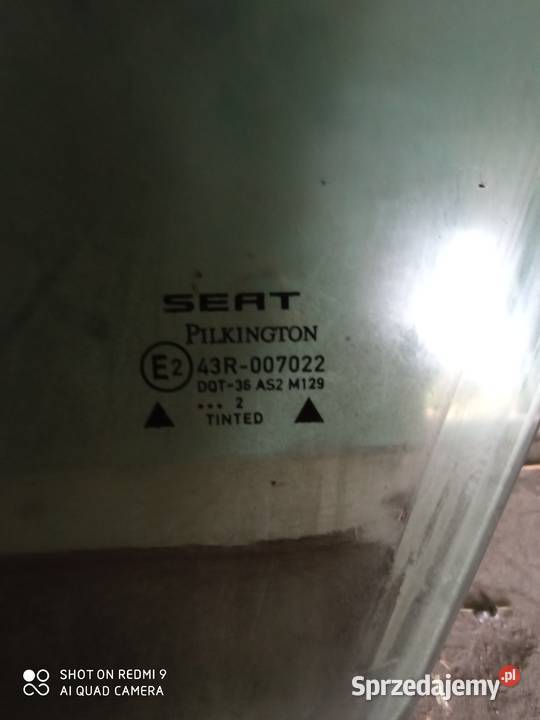 SEAT
PILKINGTON
E2 43R-007022
DOT-36 AS2 M129
... 2
TINTED
SHOT ON REDMI 9
AI QUAD CAMERA
Sprzedajemy.pl